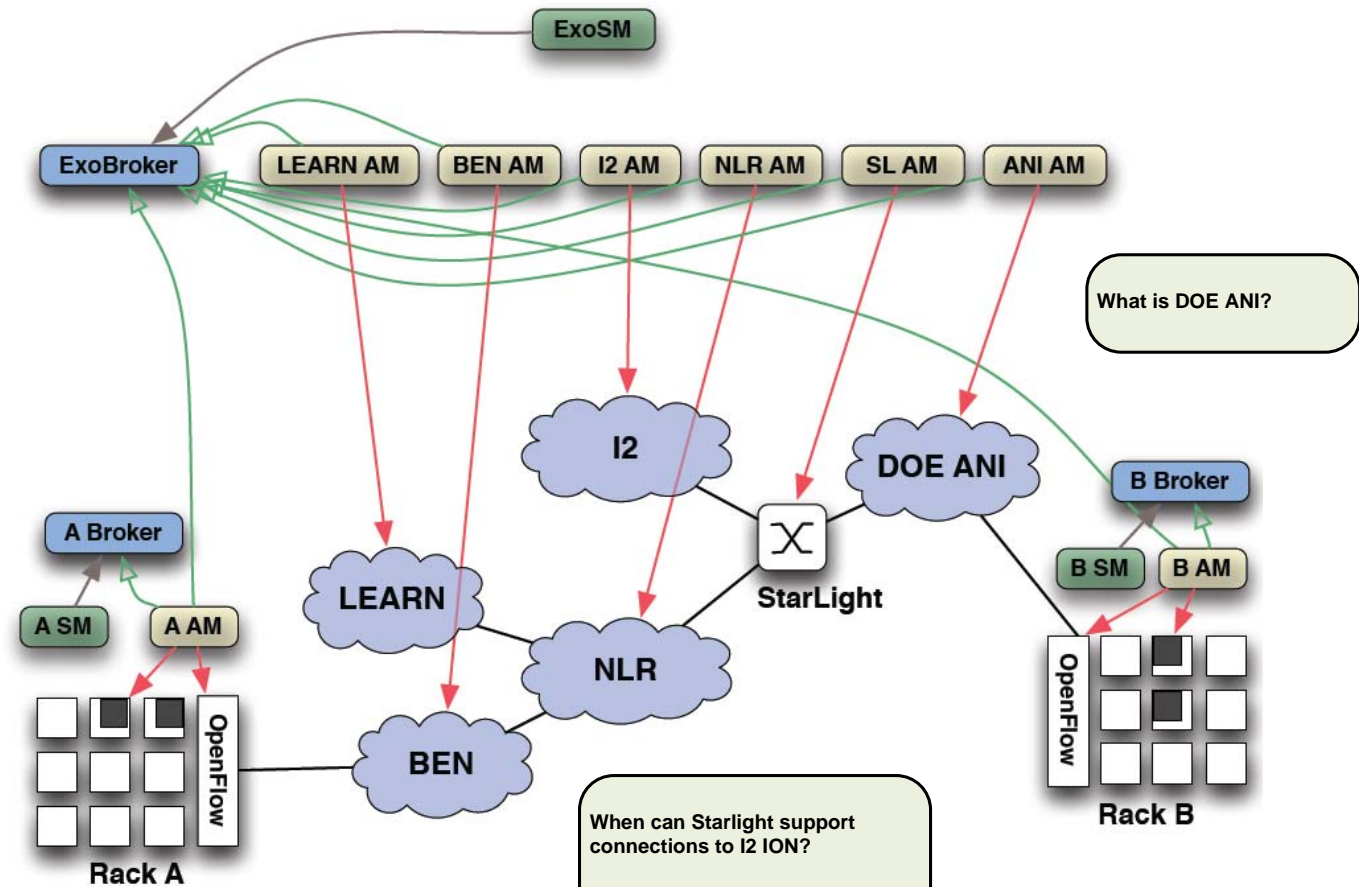 ExoSM
ExoBroker
LEARN AM
BEN AM
I2 AM
NLR AM
SL AM
ANI AM
What is DOE ANI?
I2
DOE ANI
B Broker
A Broker
B SM
B AM
LEARN
StarLight
A SM
A AM
NLR
OpenFlow
OpenFlow
BEN
Rack B
When can Starlight support
connections to I2 ION?
Rack A